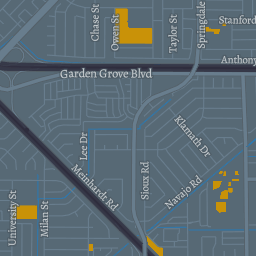 Chase St
Owen St
Taylor St
Springdale
Stanford
Anthony
Garden Grove Blvd
Klamath Dr
Lee Dr
Meinhardt Rd
Sioux Rd
Navajo Rd
University St
Milan St